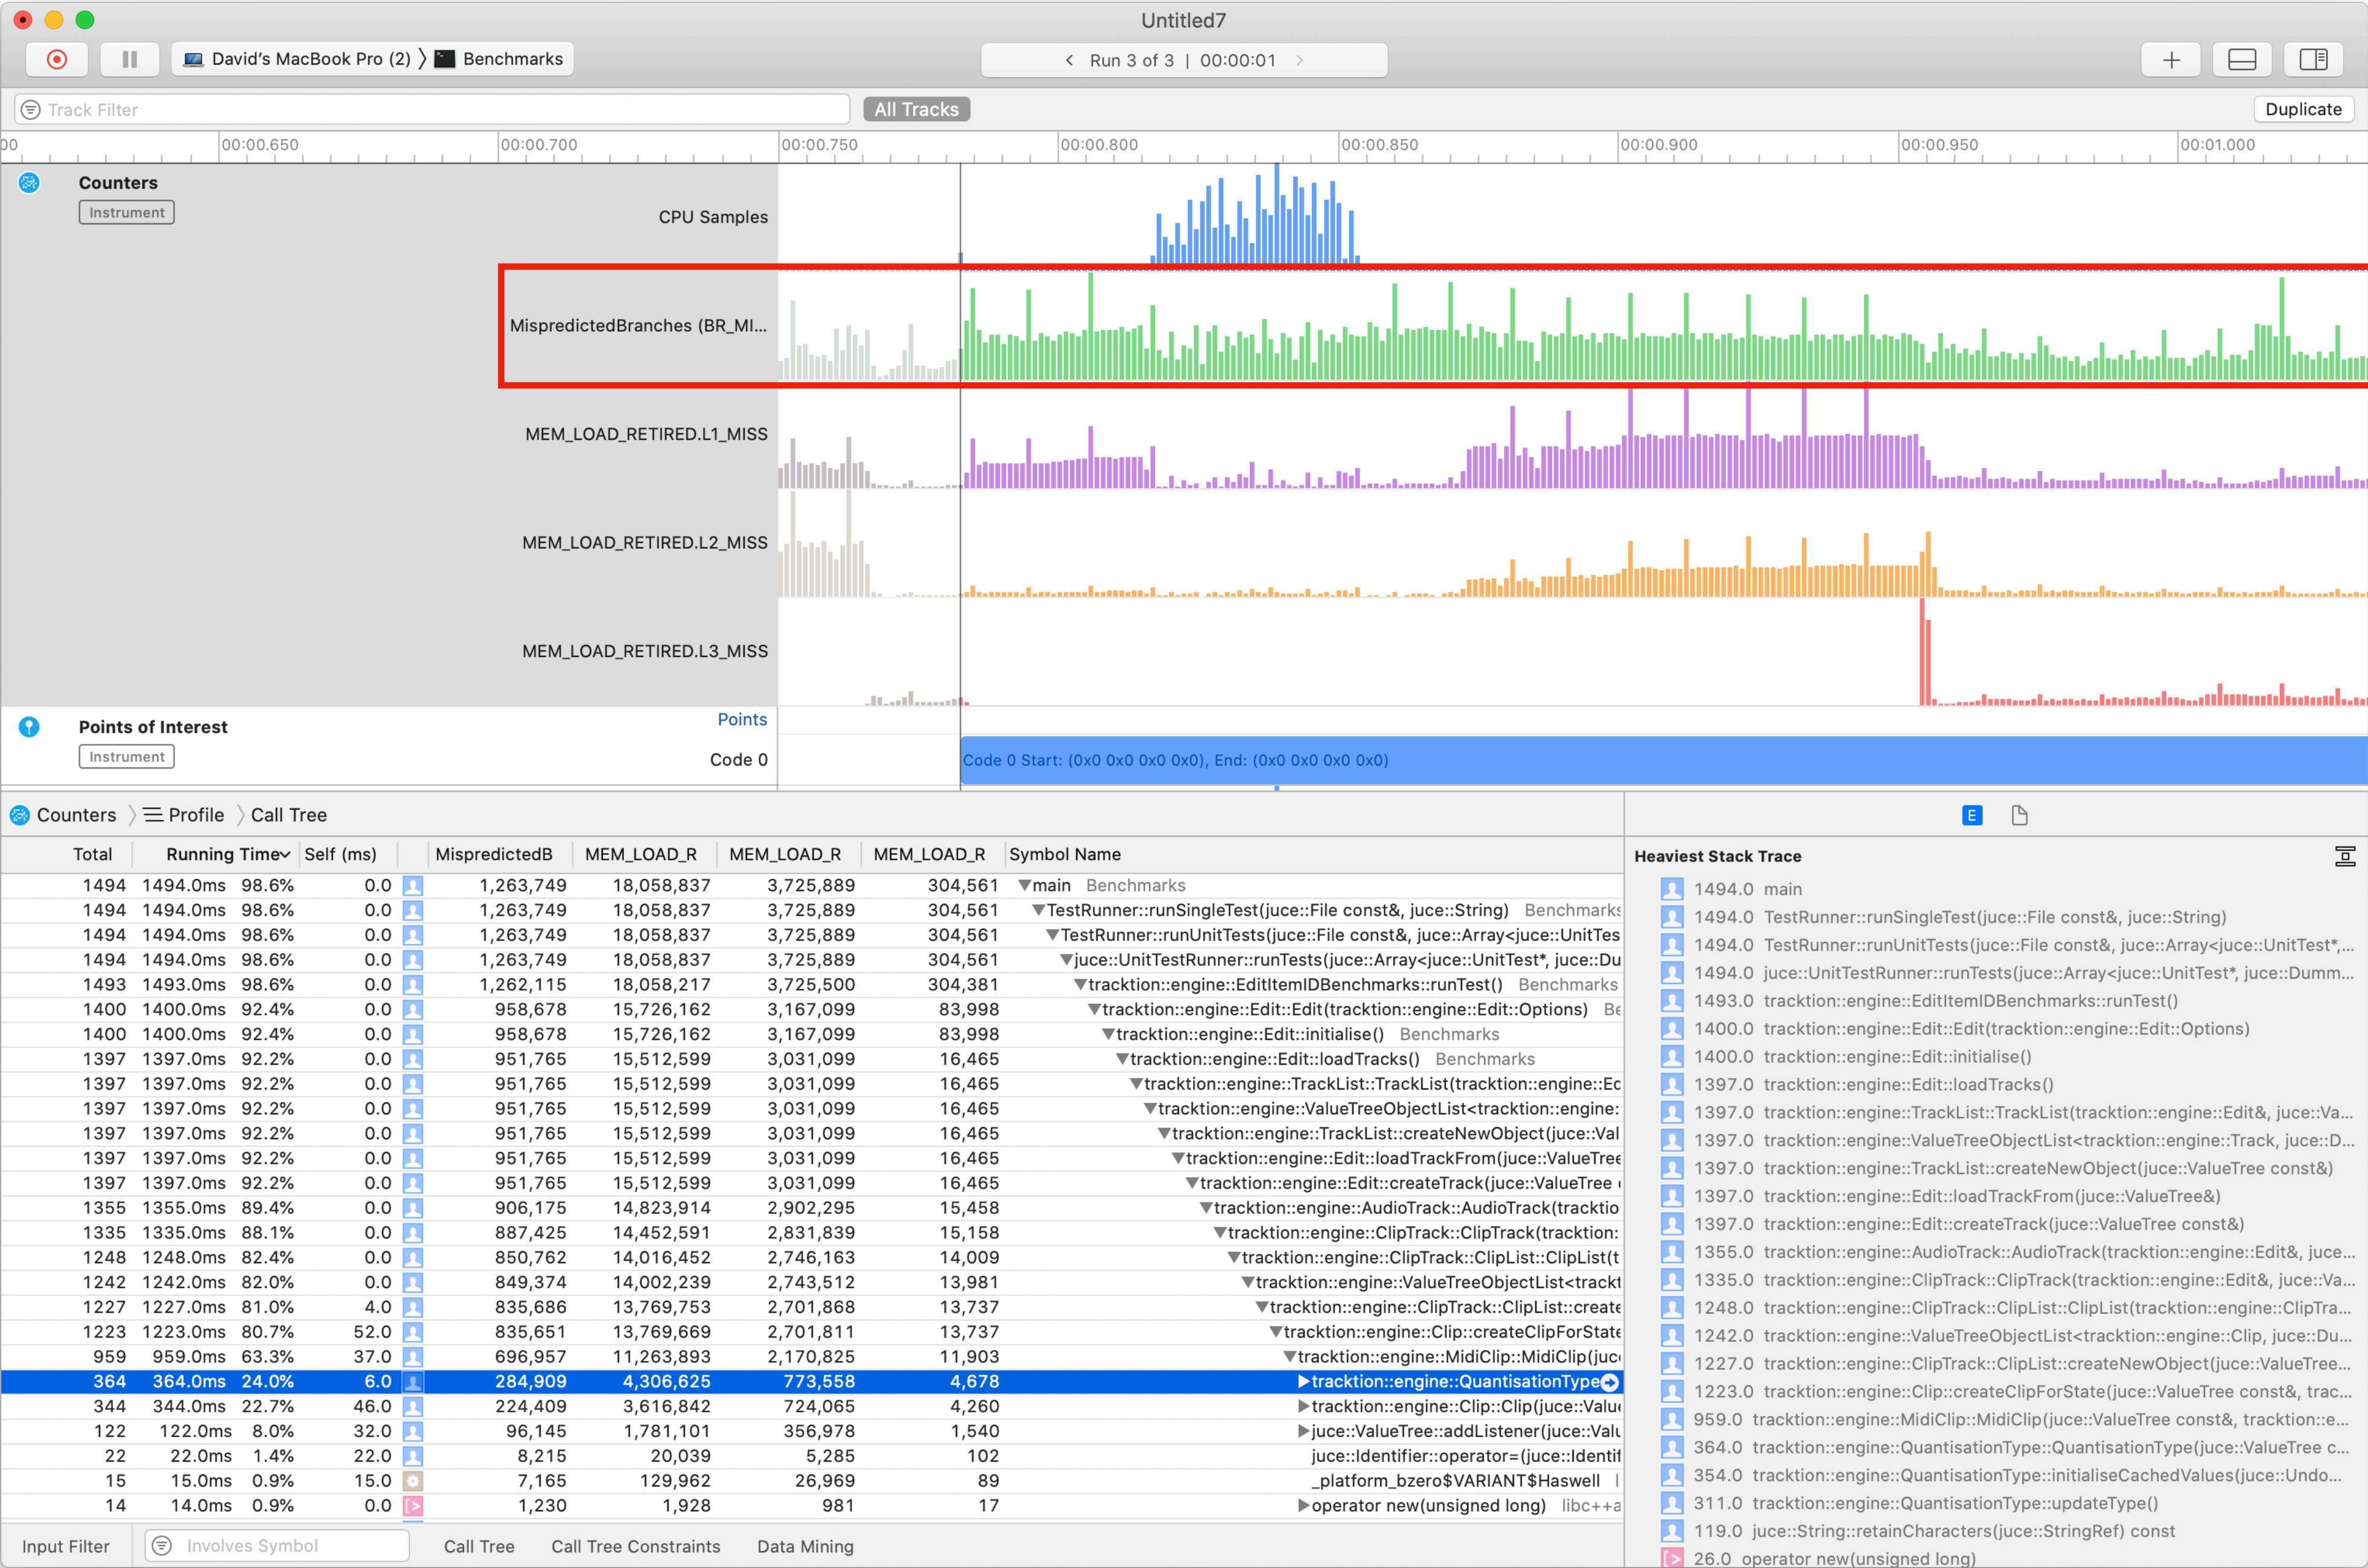 Untitled7
David's MacBook Pro (2) 〉 Benchmarks
Run 3 of 3 | 00:00:01
Track Filter
All Tracks
Duplicate
00 00:00.650 00:00.700 00:00.750 00:00.800 00:00.850 00:00.900 00:00.950 00:01.000
Counters
Instrument
CPU Samples
MispredictedBranches (BR_MI...
MEM_LOAD_RETIRED.L1_MISS
MEM_LOAD_RETIRED.L2_MISS
MEM_LOAD_RETIRED.L3_MISS
Points of Interest
Instrument
Points
Code 0
Code 0 Start: (0x0 0x0 0x0 0x0), End: (0x0 0x0 0x0 0x0)
Counters 〉 Profile 〉 Call Tree
E
Total Running Time Self (ms) MispredictedB MEM_LOAD_R MEM_LOAD_R MEM_LOAD_R Symbol Name
1494 1494.0ms 98.6% 0.0 1,263,749 18,058,837 3,725,889 304,561 ▼main Benchmarks
1494 1494.0ms 98.6% 0.0 1,263,749 18,058,837 3,725,889 304,561 ▼TestRunner::runSingleTest(juce::File const&, juce::String) Benchmarks
1494 1494.0ms 98.6% 0.0 1,263,749 18,058,837 3,725,889 304,561 ▼TestRunner::runUnitTests(juce::File const&, juce::Array<juce::UnitTes
1494 1494.0ms 98.6% 0.0 1,263,749 18,058,837 3,725,889 304,561 ▼juce::UnitTestRunner::runTests(juce::Array<juce::UnitTest*, juce::Du
1493 1493.0ms 98.6% 0.0 1,262,115 18,058,217 3,725,500 304,381 ▼tracktion::engine::EditItemIDBenchmarks::runTest() Benchmarks
1400 1400.0ms 92.4% 0.0 958,678 15,726,162 3,167,099 83,998 ▼tracktion::engine::Edit::Edit(tracktion::engine::Edit::Options) Be
1400 1400.0ms 92.4% 0.0 958,678 15,726,162 3,167,099 83,998 ▼tracktion::engine::Edit::initialise() Benchmarks
1397 1397.0ms 92.2% 0.0 951,765 15,512,599 3,031,099 16,465 ▼tracktion::engine::Edit::loadTracks() Benchmarks
1397 1397.0ms 92.2% 0.0 951,765 15,512,599 3,031,099 16,465 ▼tracktion::engine::TrackList::TrackList(tracktion::engine::Ed
1397 1397.0ms 92.2% 0.0 951,765 15,512,599 3,031,099 16,465 ▼tracktion::engine::ValueTreeObjectList<tracktion::engine:
1397 1397.0ms 92.2% 0.0 951,765 15,512,599 3,031,099 16,465 ▼tracktion::engine::TrackList::createNewObject(juce::Val
1397 1397.0ms 92.2% 0.0 951,765 15,512,599 3,031,099 16,465 ▼tracktion::engine::Edit::loadTrackFrom(juce::ValueTree
1397 1397.0ms 92.2% 0.0 951,765 15,512,599 3,031,099 16,465 ▼tracktion::engine::Edit::createTrack(juce::ValueTree
1355 1355.0ms 89.4% 0.0 906,175 14,823,914 2,902,295 15,458 ▼tracktion::engine::AudioTrack::AudioTrack(tracktio
1335 1335.0ms 88.1% 0.0 887,425 14,452,591 2,831,839 15,158 ▼tracktion::engine::ClipTrack::ClipTrack(tracktion:
1248 1248.0ms 82.4% 0.0 850,762 14,016,452 2,746,163 14,009 ▼tracktion::engine::ClipTrack::ClipList::ClipList(t
1242 1242.0ms 82.0% 0.0 849,374 14,002,239 2,743,512 13,981 ▼tracktion::engine::ValueTreeObjectList<trackt
1227 1227.0ms 81.0% 4.0 835,686 13,769,753 2,701,868 13,737 ▼tracktion::engine::ClipTrack::ClipList::create
1223 1223.0ms 80.7% 52.0 835,651 13,769,669 2,701,811 13,737 ▼tracktion::engine::Clip::createClipForState
959 959.0ms 63.3% 37.0 696,957 11,263,893 2,170,825 11,903 ▼tracktion::engine::MidiClip::MidiClip(juc
364 364.0ms 24.0% 6.0 284,909 4,306,625 773,558 4,678 ▶tracktion::engine::QuantisationType
344 344.0ms 22.7% 46.0 224,409 3,616,842 724,065 4,260 ▶tracktion::engine::Clip::Clip(juce::Value
122 122.0ms 8.0% 32.0 96,145 1,781,101 356,978 1,540 ▶juce::ValueTree::addListener(juce::Valu
22 22.0ms 1.4% 22.0 8,215 20,039 5,285 102 juce::Identifier::operator=(juce::Identif
15 15.0ms 0.9% 15.0 7,165 129,962 26,969 89 _platform_bzero$VARIANT$Haswell
14 14.0ms 0.9% 0.0 1,230 1,928 981 17 ▶operator new(unsigned long) libc++a
Input Filter Involves Symbol Call Tree Call Tree Constraints Data Mining
Heaviest Stack Trace
1494.0 main
1494.0 TestRunner::runSingleTest(juce::File const&, juce::String)
1494.0 TestRunner::runUnitTests(juce::File const&, juce::Array<juce::UnitTest*,...
1494.0 juce::UnitTestRunner::runTests(juce::Array<juce::UnitTest*, juce::Dumm...
1493.0 tracktion::engine::EditItemIDBenchmarks::runTest()
1400.0 tracktion::engine::Edit::Edit(tracktion::engine::Edit::Options)
1400.0 tracktion::engine::Edit::initialise()
1397.0 tracktion::engine::Edit::loadTracks()
1397.0 tracktion::engine::TrackList::TrackList(tracktion::engine::Edit&, juce::Va...
1397.0 tracktion::engine::ValueTreeObjectList<tracktion::engine::Track, juce::D...
1397.0 tracktion::engine::TrackList::createNewObject(juce::ValueTree const&)
1397.0 tracktion::engine::Edit::loadTrackFrom(juce::ValueTree&)
1397.0 tracktion::engine::Edit::createTrack(juce::ValueTree const&)
1355.0 tracktion::engine::AudioTrack::AudioTrack(tracktion::engine::Edit&, juce...
1335.0 tracktion::engine::ClipTrack::ClipTrack(tracktion::engine::Edit&, juce::Va...
1248.0 tracktion::engine::ClipTrack::ClipList::ClipList(tracktion::engine::ClipTra...
1242.0 tracktion::engine::ValueTreeObjectList<tracktion::engine::Clip, juce::Du...
1227.0 tracktion::engine::ClipTrack::ClipList::createNewObject(juce::ValueTree...
1223.0 tracktion::engine::Clip::createClipForState(juce::ValueTree const&, trac...
959.0 tracktion::engine::MidiClip::MidiClip(juce::ValueTree const&, tracktion::e...
364.0 tracktion::engine::QuantisationType::QuantisationType(juce::ValueTree c...
354.0 tracktion::engine::QuantisationType::initialiseCachedValues(juce::Undo...
311.0 tracktion::engine::QuantisationType::updateType()
119.0 juce::String::retainCharacters(juce::StringRef) const
26.0 operator new(unsigned long)